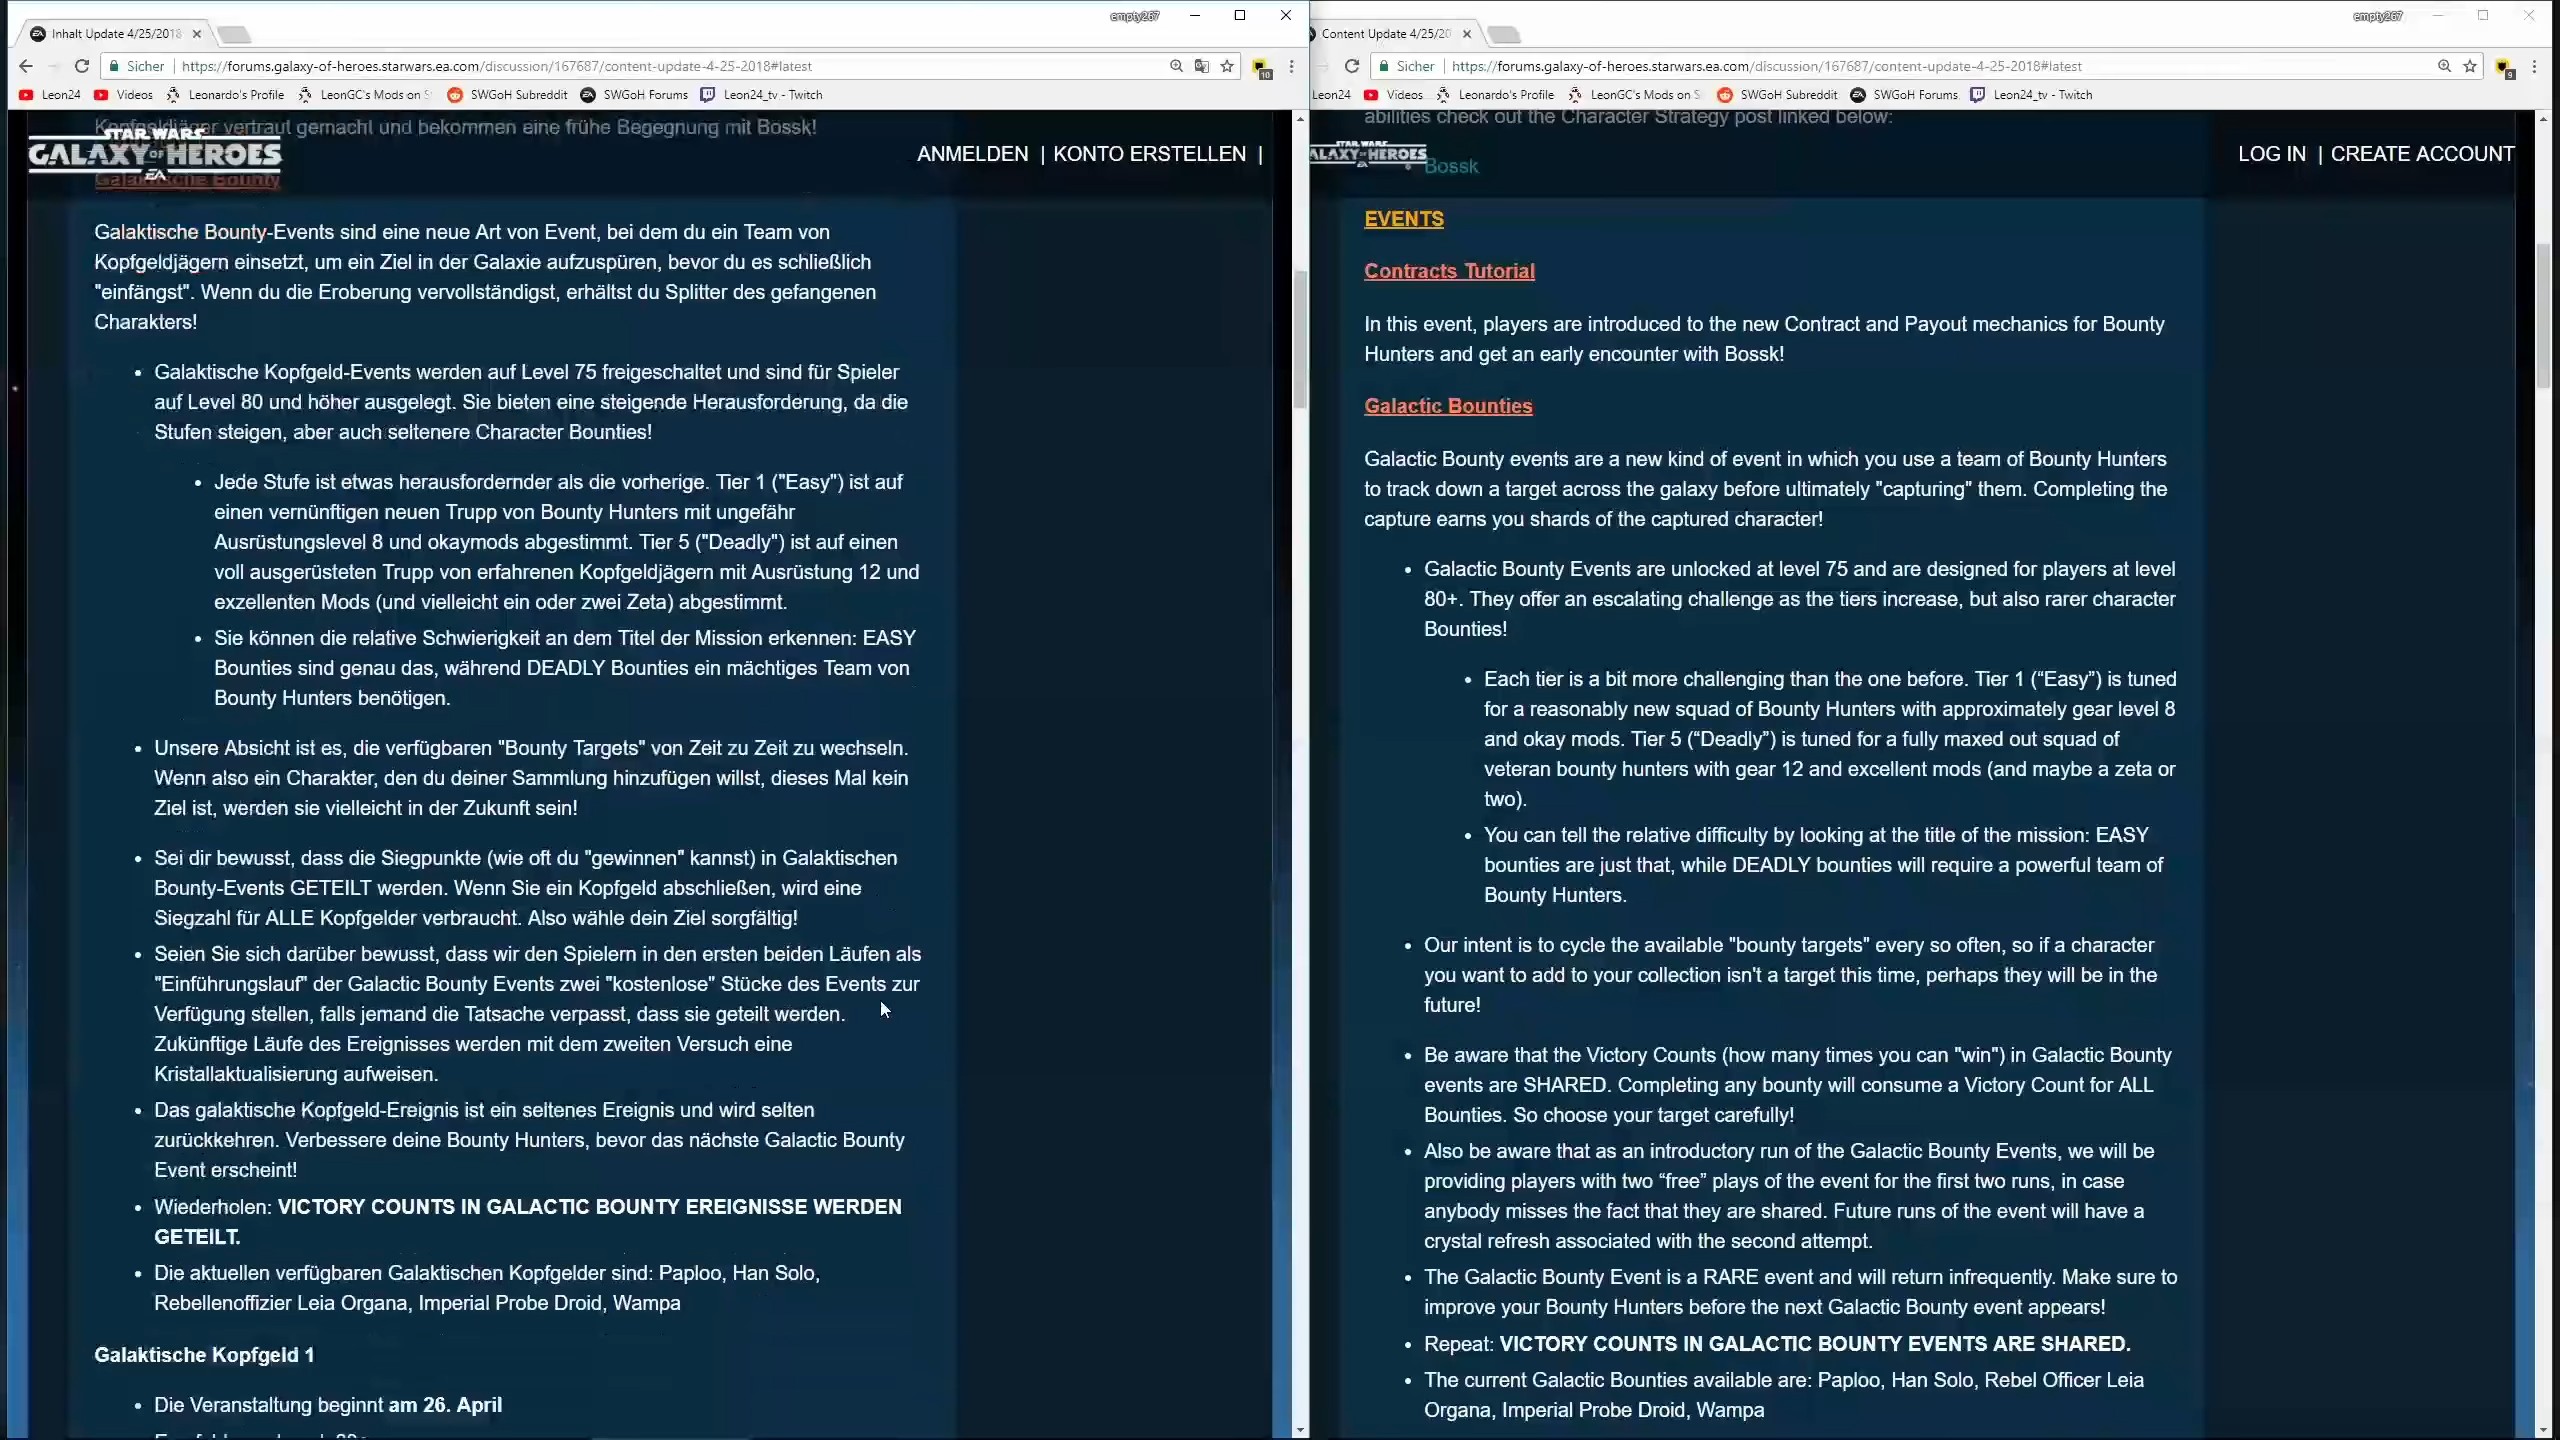 empty267
Inhalt Update 4/25/2018
Sicher | https://forums.galaxy-of-heroes.starwars.ea.com/discussion/167687/content-update-4-25-2018#latest
10
Leon24 Videos Leonardo's Profile LeonGC's Mods on S SWGoH Subreddit SWGoH Forums Leon24_tv - Twitch
Kopfgeldjäger vertraut gemacht und bekommen eine frühe Begegnung mit Bossk!
STAR WARS
GALAXY OF HEROES
EA
ANMELDEN | KONTO ERSTELLEN |
Galaktische Bounty
Galaktische Bounty-Events sind eine neue Art von Event, bei dem du ein Team von
Kopfgeldjägern einsetzt, um ein Ziel in der Galaxie aufzuspüren, bevor du es schließlich
"einfängst". Wenn du die Eroberung vervollständigst, erhältst du Splitter des gefangenen
Charakters!
• Galaktische Kopfgeld-Events werden auf Level 75 freigeschaltet und sind für Spieler
auf Level 80 und höher ausgelegt. Sie bieten eine steigende Herausforderung, da die
Stufen steigen, aber auch seltenere Character Bounties!
• Jede Stufe ist etwas herausfordernder als die vorherige. Tier 1 ("Easy") ist auf
einen vernünftigen neuen Trupp von Bounty Hunters mit ungefähr
Ausrüstungslevel 8 und okaymods abgestimmt. Tier 5 ("Deadly") ist auf einen
voll ausgerüsteten Trupp von erfahrenen Kopfgeldjägern mit Ausrüstung 12 und
exzellenten Mods (und vielleicht ein oder zwei Zeta) abgestimmt.
• Sie können die relative Schwierigkeit an dem Titel der Mission erkennen: EASY
Bounties sind genau das, während DEADLY Bounties ein mächtiges Team von
Bounty Hunters benötigen.
• Unsere Absicht ist es, die verfügbaren "Bounty Targets" von Zeit zu Zeit zu wechseln.
Wenn also ein Charakter, den du deiner Sammlung hinzufügen willst, dieses Mal kein
Ziel ist, werden sie vielleicht in der Zukunft sein!
• Sei dir bewusst, dass die Siegpunkte (wie oft du "gewinnen" kannst) in Galaktischen
Bounty-Events GETEILT werden. Wenn Sie ein Kopfgeld abschließen, wird eine
Siegzahl für ALLE Kopfgelder verbraucht. Also wähle dein Ziel sorgfältig!
• Seien Sie sich darüber bewusst, dass wir den Spielern in den ersten beiden Läufen als
"Einführungslauf" der Galactic Bounty Events zwei "kostenlose" Stücke des Events zur
Verfügung stellen, falls jemand die Tatsache verpasst, dass sie geteilt werden.
Zukünftige Läufe des Ereignisses werden mit dem zweiten Versuch eine
Kristallaktualisierung aufweisen.
• Das galaktische Kopfgeld-Ereignis ist ein seltenes Ereignis und wird selten
zurückkehren. Verbessere deine Bounty Hunters, bevor das nächste Galactic Bounty
Event erscheint!
• Wiederholen: VICTORY COUNTS IN GALACTIC BOUNTY EREIGNISSE WERDEN
GETEILT.
• Die aktuellen verfügbaren Galaktischen Kopfgelder sind: Paploo, Han Solo,
Rebellenoffizier Leia Organa, Imperial Probe Droid, Wampa
Galaktische Kopfgeld 1
• Die Veranstaltung beginnt am 26. April
empty267
Content Update 4/25/20
Sicher | https://forums.galaxy-of-heroes.starwars.ea.com/discussion/167687/content-update-4-25-2018#latest
9
Leon24 Videos Leonardo's Profile LeonGC's Mods on S SWGoH Subreddit SWGoH Forums Leon24_tv - Twitch
abilities check out the Character Strategy post linked below:
STAR WARS
ALAXY OF HEROES
EA
LOG IN | CREATE ACCOUNT
• Bossk
EVENTS
Contracts Tutorial
In this event, players are introduced to the new Contract and Payout mechanics for Bounty
Hunters and get an early encounter with Bossk!
Galactic Bounties
Galactic Bounty events are a new kind of event in which you use a team of Bounty Hunters
to track down a target across the galaxy before ultimately "capturing" them. Completing the
capture earns you shards of the captured character!
• Galactic Bounty Events are unlocked at level 75 and are designed for players at level
80+. They offer an escalating challenge as the tiers increase, but also rarer character
Bounties!
• Each tier is a bit more challenging than the one before. Tier 1 (“Easy”) is tuned
for a reasonably new squad of Bounty Hunters with approximately gear level 8
and okay mods. Tier 5 (“Deadly”) is tuned for a fully maxed out squad of
veteran bounty hunters with gear 12 and excellent mods (and maybe a zeta or
two).
• You can tell the relative difficulty by looking at the title of the mission: EASY
bounties are just that, while DEADLY bounties will require a powerful team of
Bounty Hunters.
• Our intent is to cycle the available "bounty targets" every so often, so if a character
you want to add to your collection isn't a target this time, perhaps they will be in the
future!
• Be aware that the Victory Counts (how many times you can "win") in Galactic Bounty
events are SHARED. Completing any bounty will consume a Victory Count for ALL
Bounties. So choose your target carefully!
• Also be aware that as an introductory run of the Galactic Bounty Events, we will be
providing players with two “free” plays of the event for the first two runs, in case
anybody misses the fact that they are shared. Future runs of the event will have a
crystal refresh associated with the second attempt.
• The Galactic Bounty Event is a RARE event and will return infrequently. Make sure to
improve your Bounty Hunters before the next Galactic Bounty event appears!
• Repeat: VICTORY COUNTS IN GALACTIC BOUNTY EVENTS ARE SHARED.
• The current Galactic Bounties available are: Paploo, Han Solo, Rebel Officer Leia
Organa, Imperial Probe Droid, Wampa